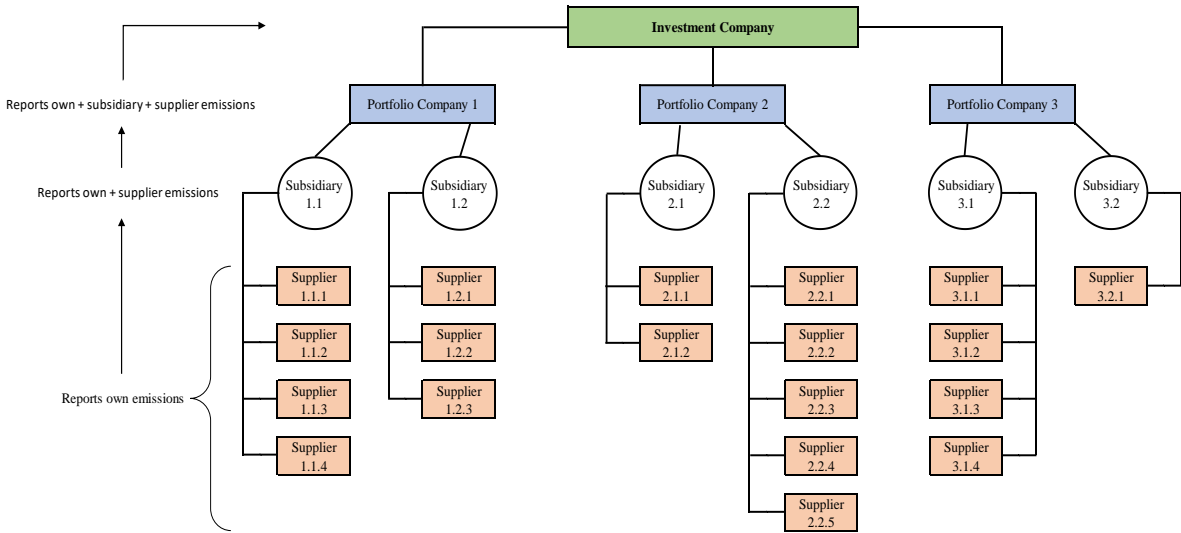 Investment Company
Reports own + subsidiary + supplier emissions
Portfolio Company 1
Portfolio Company 2
Portfolio Company 3
Reports own + supplier emissions
Subsidiary
1.1
Subsidiary
1.2
Subsidiary
2.1
Subsidiary
2.2
Subsidiary
3.1
Subsidiary
3.2
Supplier
1.1.1
Supplier
1.2.1
Supplier
2.1.1
Supplier
2.2.1
Supplier
3.1.1
Supplier
3.2.1
Supplier
1.1.2
Supplier
1.2.2
Supplier
2.1.2
Supplier
2.2.2
Supplier
3.1.2
Reports own emissions
Supplier
1.1.3
Supplier
1.2.3
Supplier
2.2.3
Supplier
3.1.3
Supplier
1.1.4
Supplier
2.2.4
Supplier
3.1.4
Supplier
2.2.5